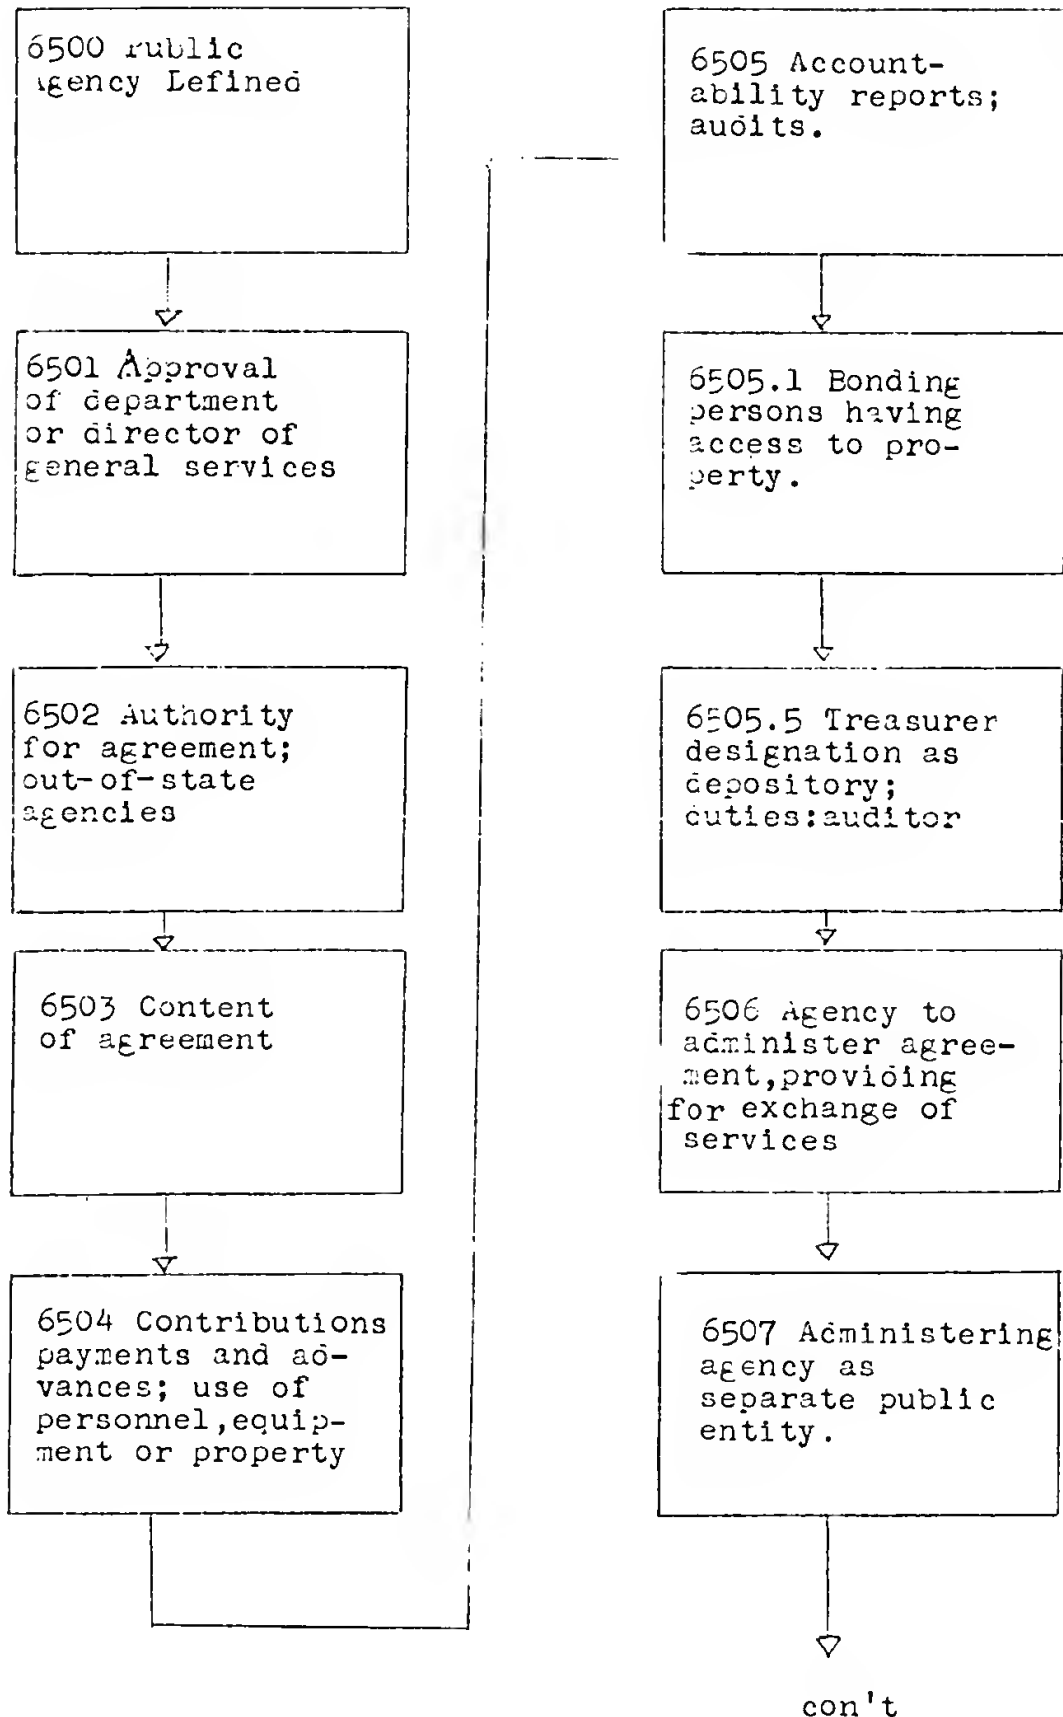 6500 Public
Agency Defined
6501 Approval
of department
or director of
general services
6502 Authority
for agreement;
out-of-state
agencies
6503 Content
of agreement
6504 Contributions
payments and ad-
vances; use of
personnel,equip-
ment or property
6505 Account-
ability reports;
audits.
6505.1 Bonding
persons having
access to pro-
perty.
6505.5 Treasurer
designation as
depository;
duties:auditor
6506 Agency to
administer agree-
ment,providing
for exchange of
services
6507 Administering
agency as
separate public
entity.
con't